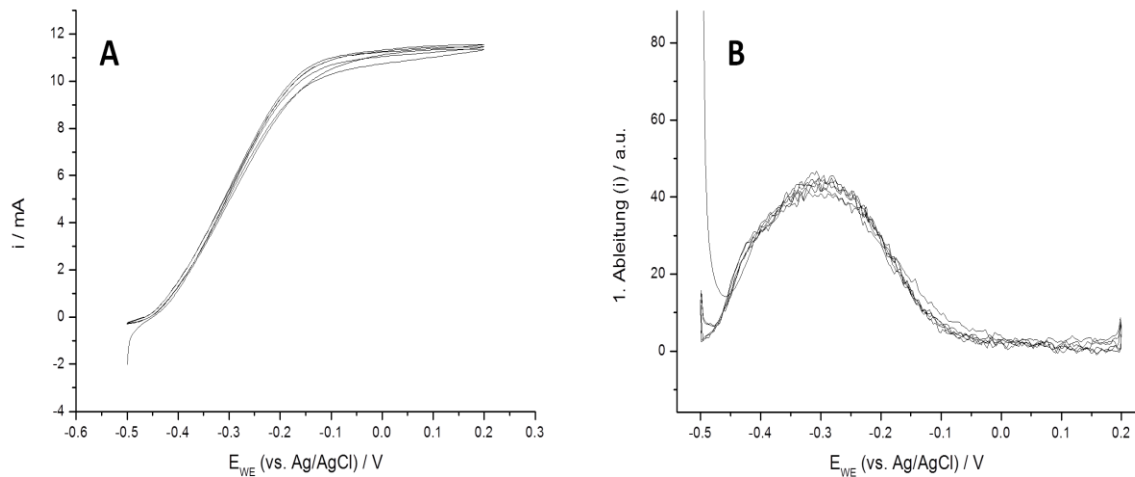 A
i / mA
12
10
8
6
4
2
0
-2
-4
-0.6 -0.5 -0.4 -0.3 -0.2 -0.1 0.0 0.1 0.2 0.3
E_WE (vs. Ag/AgCl) / V
B
1. Ableitung (i) / a.u.
80
60
40
20
0
-0.5 -0.4 -0.3 -0.2 -0.1 0.0 0.1 0.2
E_WE (vs. Ag/AgCl) / V